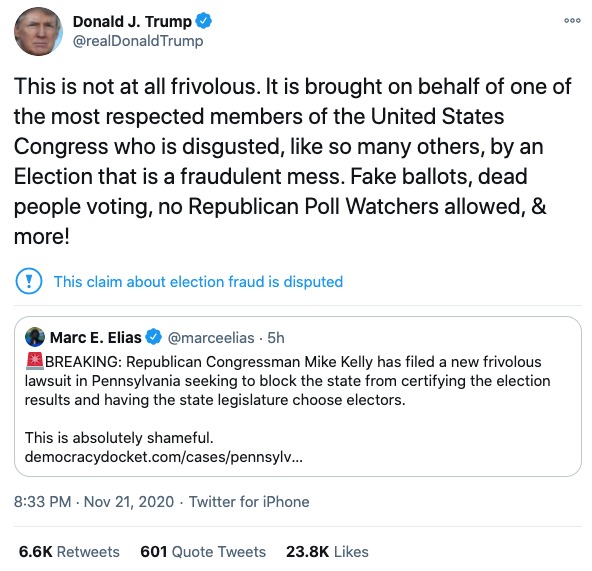 Donald J. Trump
@realDonaldTrump
This is not at all frivolous. It is brought on behalf of one of
the most respected members of the United States
Congress who is disgusted, like so many others, by an
Election that is a fraudulent mess. Fake ballots, dead
people voting, no Republican Poll Watchers allowed, &
more!
This claim about election fraud is disputed
Marc E. Elias @marceelias · 5h
🚨BREAKING: Republican Congressman Mike Kelly has filed a new frivolous
lawsuit in Pennsylvania seeking to block the state from certifying the election
results and having the state legislature choose electors.
This is absolutely shameful.
democracydocket.com/cases/pennsylv...
8:33 PM · Nov 21, 2020 · Twitter for iPhone
6.6K Retweets 601 Quote Tweets 23.8K Likes